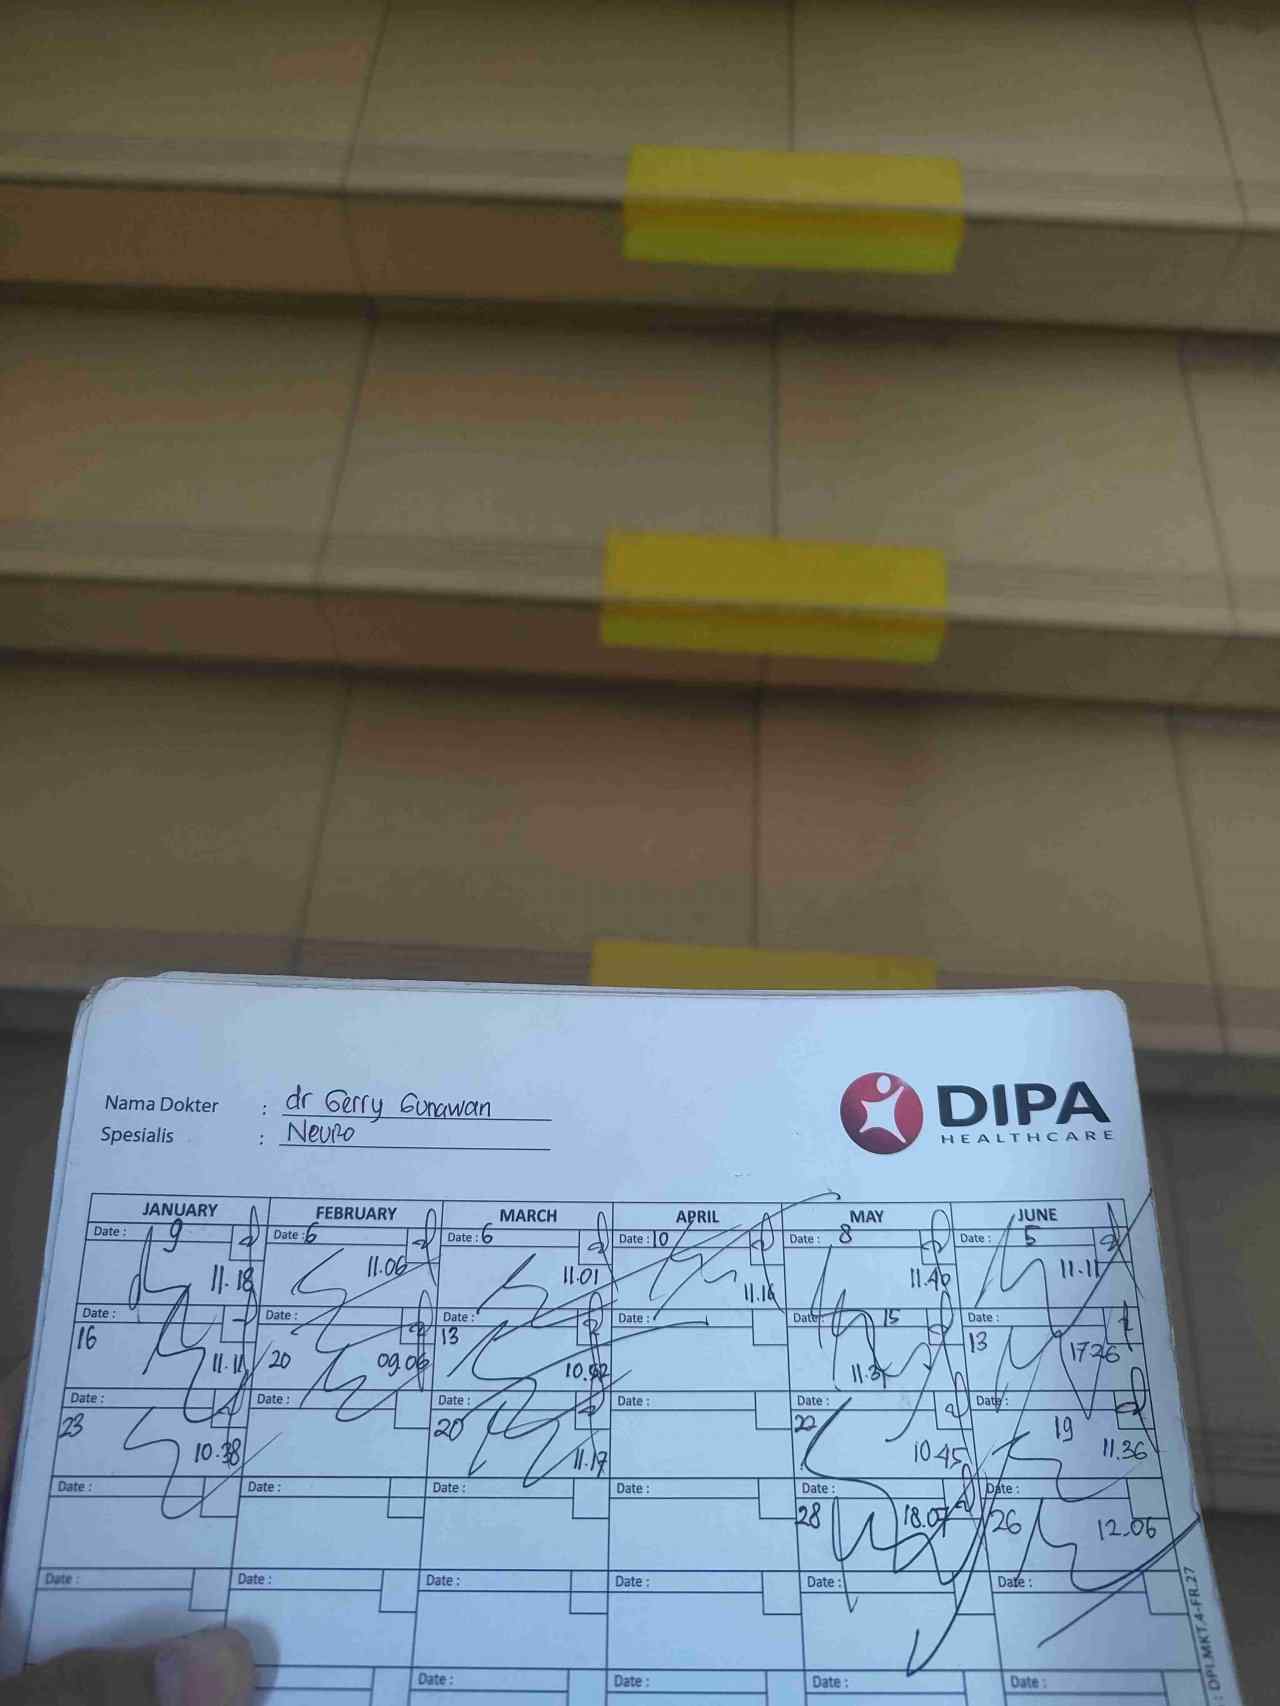 Nama Dokter : dr Gerry Gunawan
Spesialis : Neuro
DIPA
HEALTHCARE
JANUARY FEBRUARY MARCH APRIL MAY JUNE
Date : 9 Date : 6 Date : 6 Date : 10 Date : 8 Date : 5
11.18 11.06 11.01 11.16 11.40 11.11
Date : Date : Date : Date : Date : 15 Date :
16 20 13 13
11.11 09.06 10.52 11.31 17.26
Date : Date : Date : Date : Date : Date :
23 20 22 19
10.38 11.17 10.45 11.36
Date : Date : Date : Date : Date : Date :
28 18.07 26 12.06
Date : Date : Date : Date : Date : Date :
Date : Date : Date : Date :
: DPI.MKT.4-FR.27